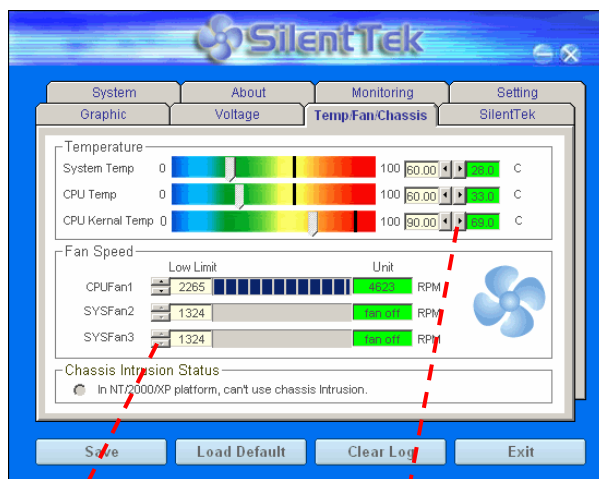 SilentTek
System About Monitoring Setting
Graphic Voltage Temp/Fan/Chassis SilentTek
Temperature
System Temp 0 100 60.00 28.0 C
CPU Temp 0 100 60.00 33.0 C
CPU Kernal Temp 0 100 90.00 69.0 C
Fan Speed
Low Limit Unit
CPUFan1 2265 4623 RPM
SYSFan2 1324 fan off RPM
SYSFan3 1324 fan off RPM
Chassis Intrusion Status
In NT/2000/XP platform, can't use chassis Intrusion.
Save Load Default Clear Log Exit